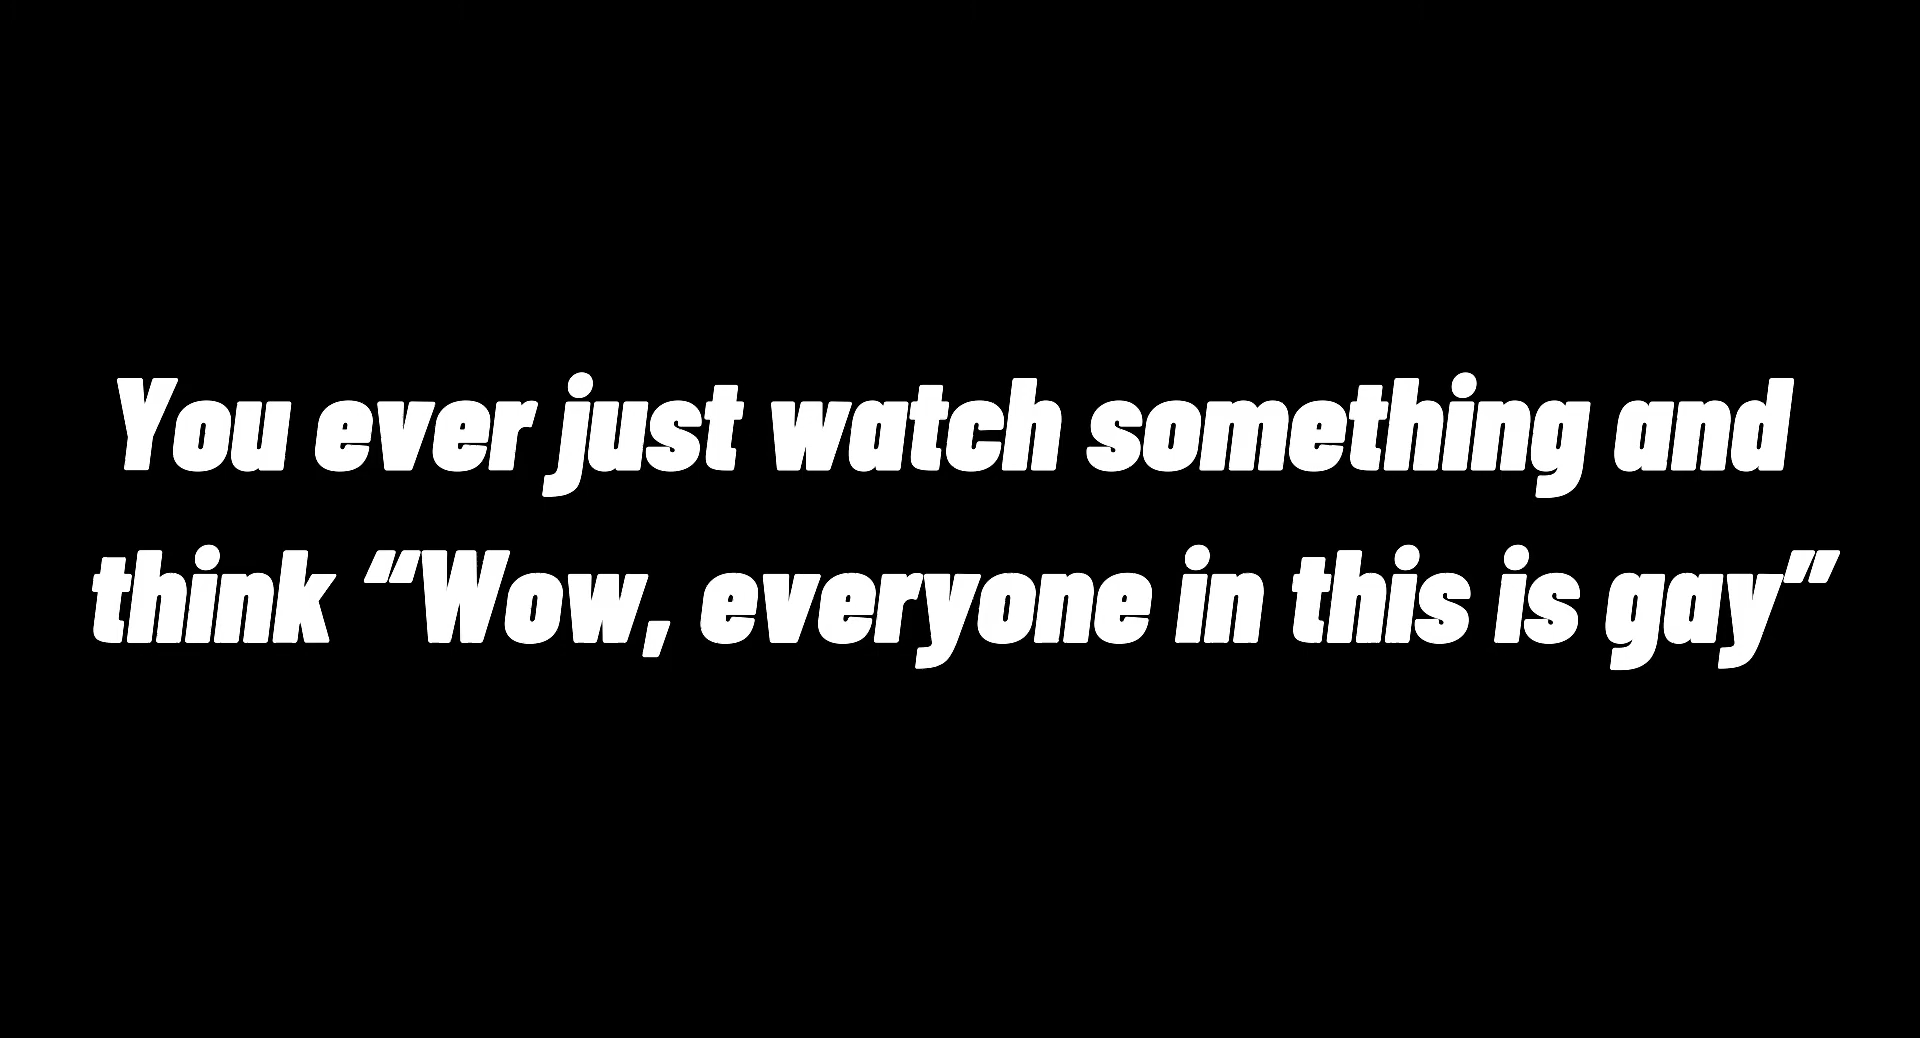 You ever just watch something and
think “Wow, everyone in this is gay”